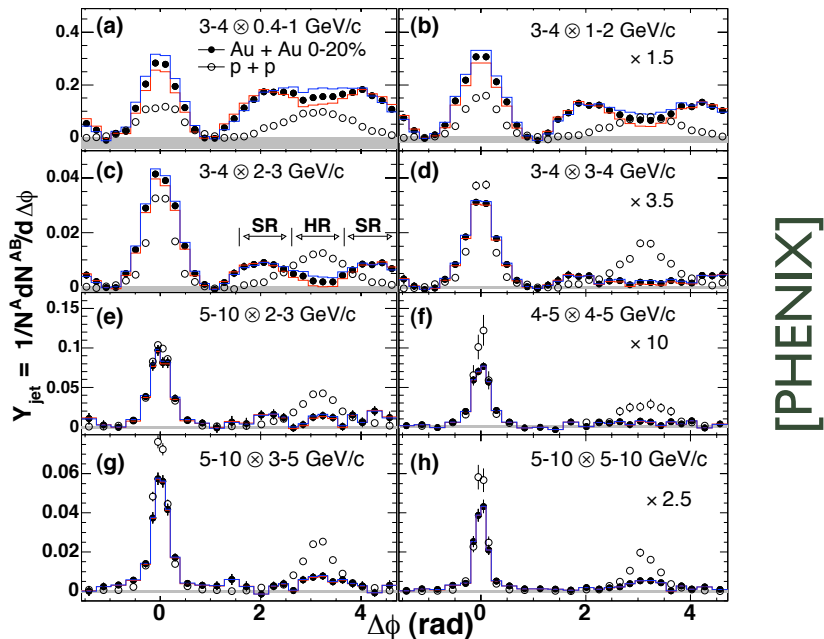 (a) 3-4 ⊗ 0.4-1 GeV/c
Au + Au 0-20%
p + p
(b) 3-4 ⊗ 1-2 GeV/c
× 1.5
0.4
0.2
0
(c) 3-4 ⊗ 2-3 GeV/c
SR HR SR
(d) 3-4 ⊗ 3-4 GeV/c
× 3.5
0.04
0.02
0
(e) 5-10 ⊗ 2-3 GeV/c
(f) 4-5 ⊗ 4-5 GeV/c
× 10
0.15
0.1
0.05
0
(g) 5-10 ⊗ 3-5 GeV/c
(h) 5-10 ⊗ 5-10 GeV/c
× 2.5
0.06
0.04
0.02
0
0 2 4 0 2 4
Δϕ (rad)
Y_jet = 1/N^A dN^AB/d Δϕ
[PHENIX]